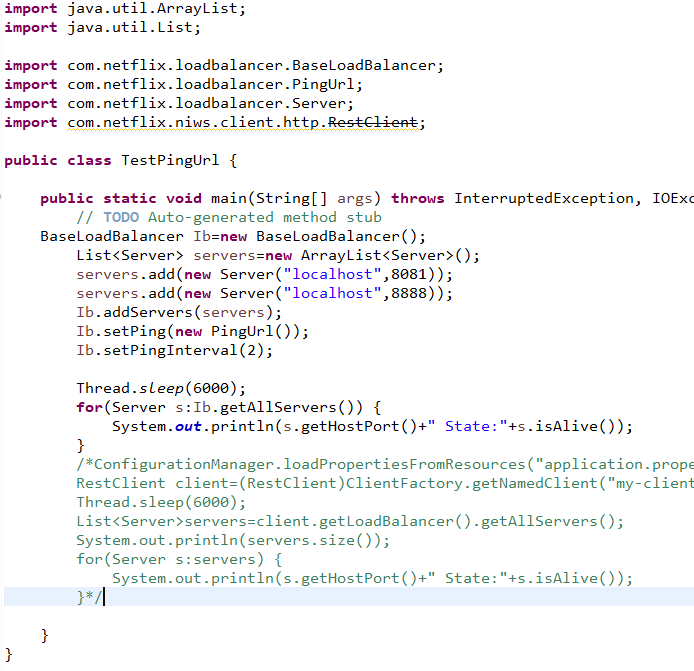 import java.util.ArrayList;
import java.util.List;
import com.netflix.loadbalancer.BaseLoadBalancer;
import com.netflix.loadbalancer.PingUrl;
import com.netflix.loadbalancer.Server;
import com.netflix.niws.client.http.RestClient;
public class TestPingUrl {
public static void main(String[] args) throws InterruptedException, IOExc
// TODO Auto-generated method stub
BaseLoadBalancer Ib=new BaseLoadBalancer();
List<Server> servers=new ArrayList<Server>();
servers.add(new Server("localhost",8081));
servers.add(new Server("localhost",8888));
Ib.addServers(servers);
Ib.setPing(new PingUrl());
Ib.setPingInterval(2);
Thread.sleep(6000);
for(Server s:Ib.getAllServers()) {
System.out.println(s.getHostPort()+" State:"+s.isAlive());
}
/*ConfigurationManager.loadPropertiesFromResources("application.prope
RestClient client=(RestClient)ClientFactory.getNamedClient("my-client
Thread.sleep(6000);
List<Server>servers=client.getLoadBalancer().getAllServers();
System.out.println(servers.size());
for(Server s:servers) {
System.out.println(s.getHostPort()+" State:"+s.isAlive());
}*/
}
}